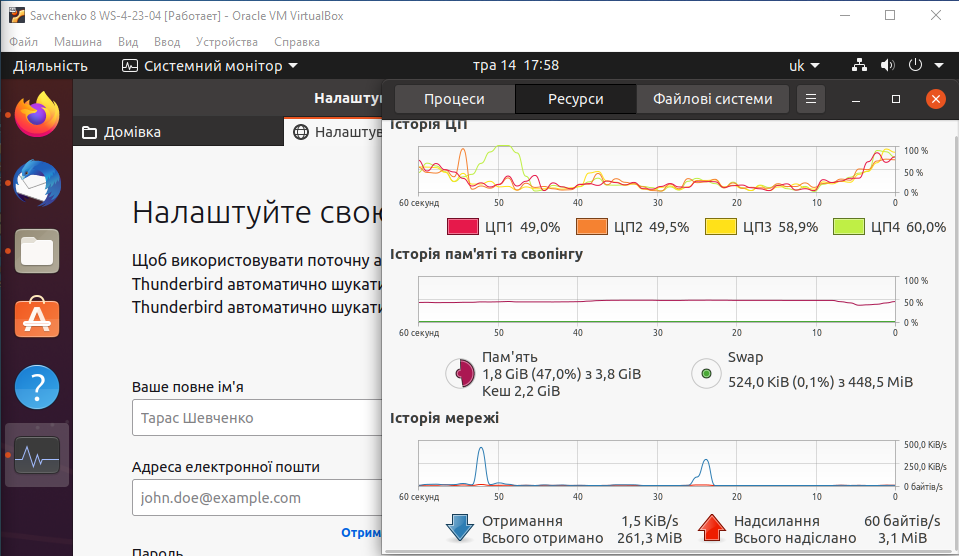 Savchenko 8 WS-4-23-04 [Работает] - Oracle VM VirtualBox
Файл Машина Вид Ввод Устройства Справка
Діяльність Системний монітор тра 14 17:58 uk
Налашту
Домівка
Налаштув
Налаштуйте свою
Щоб використовувати поточну а
Thunderbird автоматично шукати
Thunderbird автоматично шукати
Ваше повне ім'я
Тарас Шевченко
Адреса електронної пошти
john.doe@example.com
Отрим
Пароль
Процеси Ресурси Файлові системи
Історія ЦП
100 %
50 %
0 %
60 секунд 50 40 30 20 10 0
ЦП1 49,0% ЦП2 49,5% ЦП3 58,9% ЦП4 60,0%
Історія пам'яті та свопінгу
100 %
50 %
0 %
60 секунд 50 40 30 20 10 0
Пам'ять
1,8 GiB (47,0%) з 3,8 GiB
Кеш 2,2 GiB
Swap
524,0 KiB (0,1%) з 448,5 MiB
Історія мережі
500,0 KiB/s
250,0 KiB/s
0 байтів/s
60 секунд 50 40 30 20 10 0
Отримання 1,5 KiB/s
Всього отримано 261,3 MiB
Надсилання 60 байтів/s
Всього надіслано 3,1 MiB